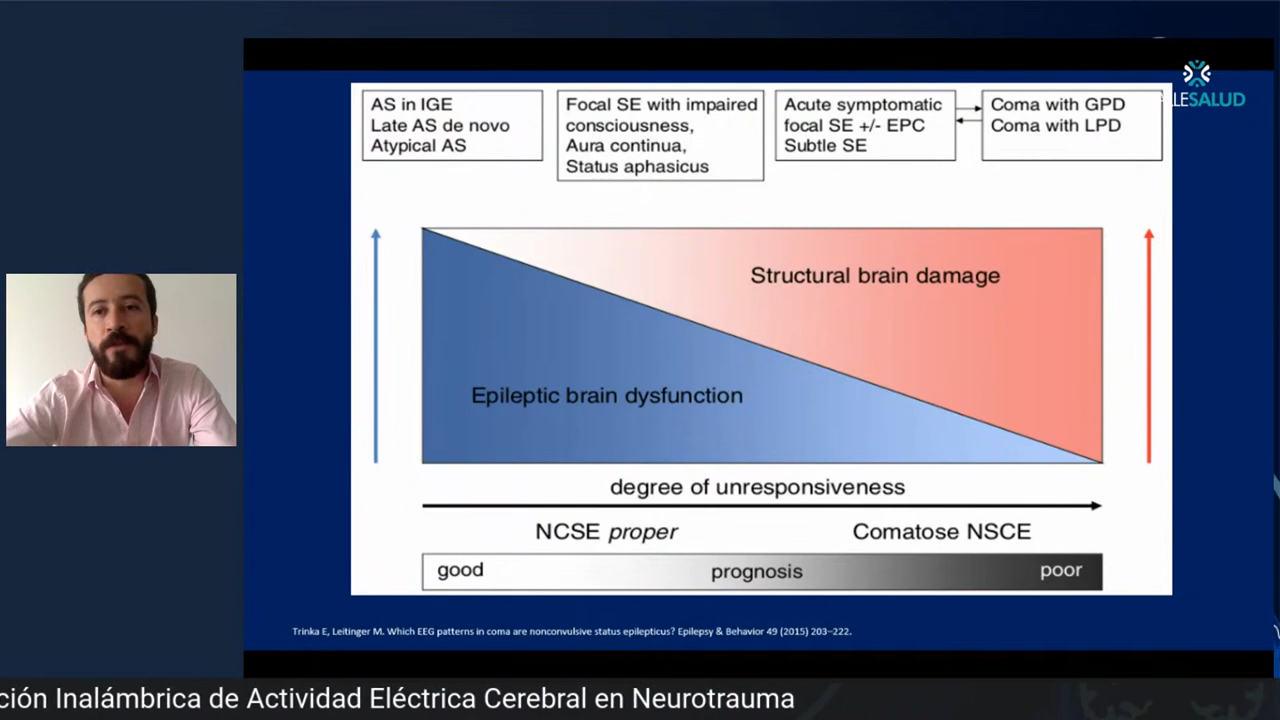 AS in IGE
Late AS de novo
Atypical AS
Focal SE with impaired
consciousness,
Aura continua,
Status aphasicus
Acute symptomatic
focal SE +/- EPC
Subtle SE
Coma with GPD
Coma with LPD
SALUD
Structural brain damage
Epileptic brain dysfunction
degree of unresponsiveness
NCSE proper
Comatose NSCE
good
prognosis
poor
Trinka E, Leitinger M. Which EEG patterns in coma are nonconvulsive status epilepticus? Epilepsy & Behavior 49 (2015) 203–222.
ción Inalámbrica de Actividad Eléctrica Cerebral en Neurotrauma